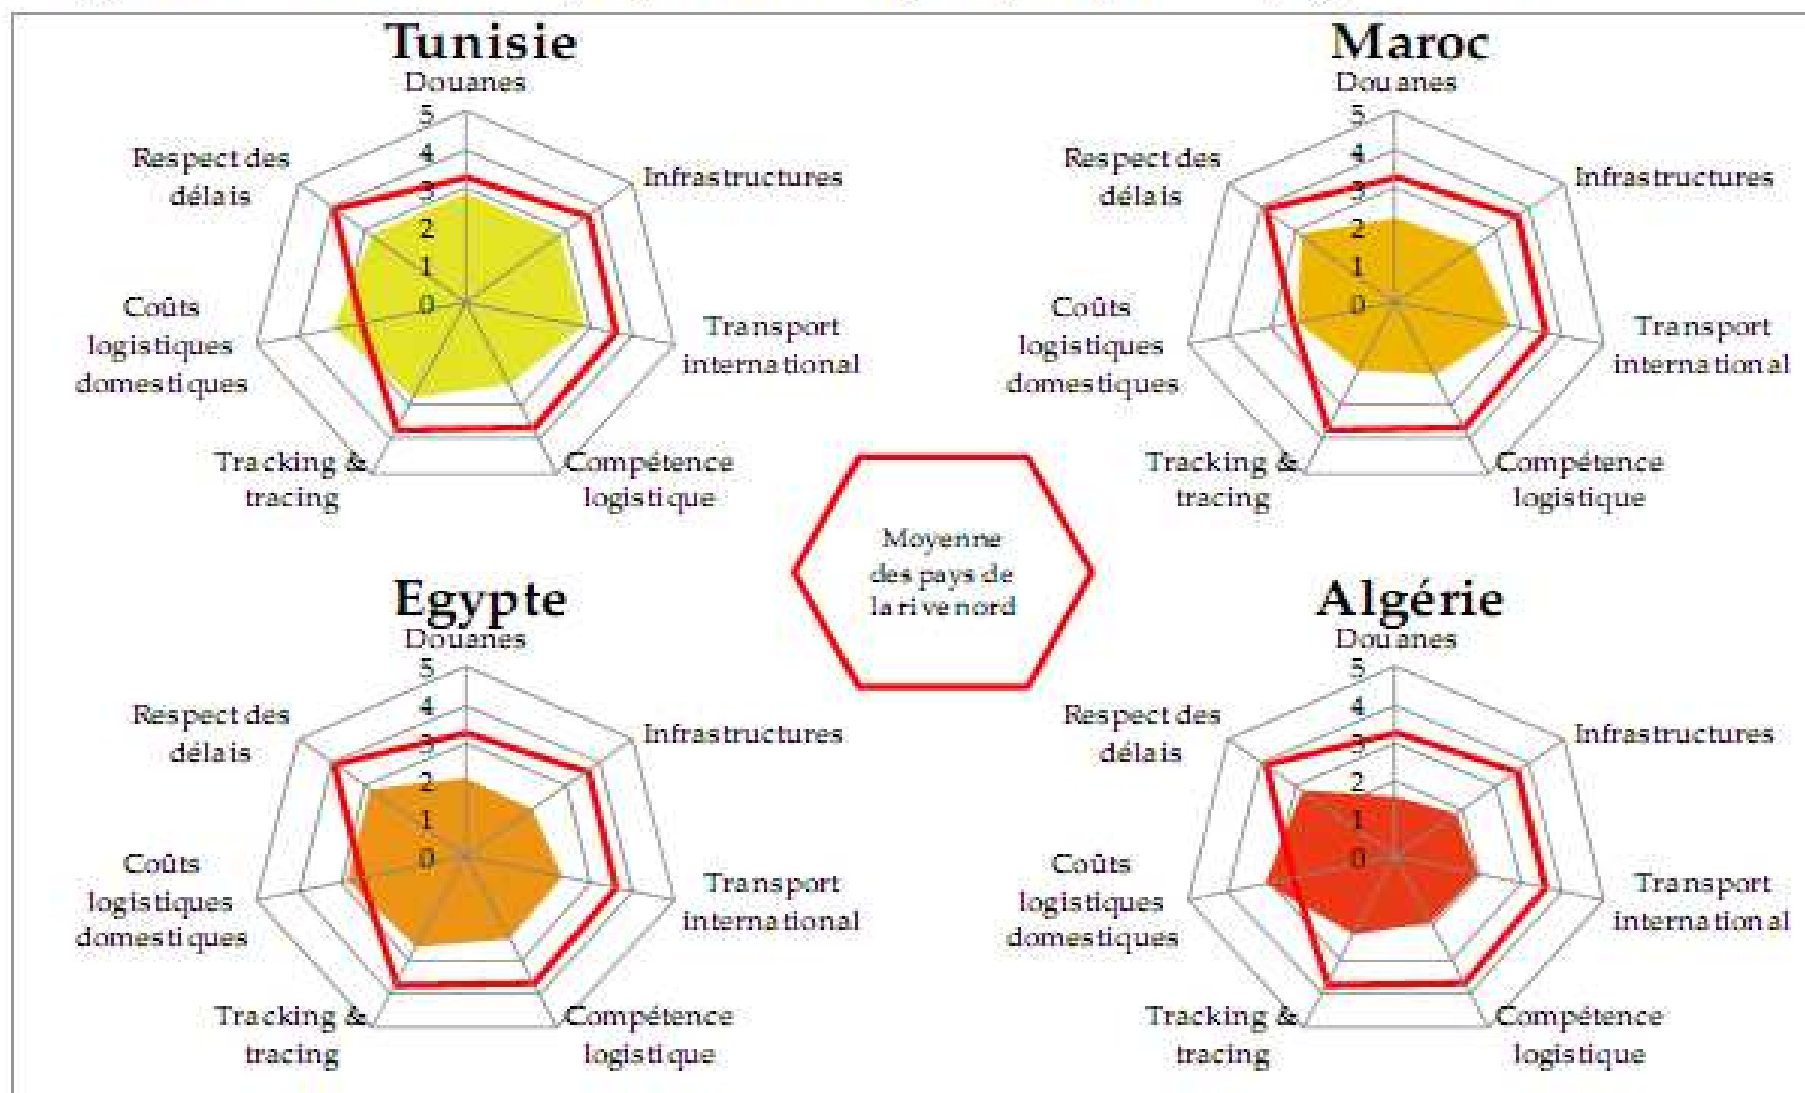 Tunisie
Douanes
5
4
3
2
1
0
Respect des
délais
Infrastructures
Coûts
logistiques
domestiques
Transport
international
Tracking &
tracing
Compétence
logistique
Maroc
Douanes
5
4
3
2
1
0
Respect des
délais
Infrastructures
Coûts
logistiques
domestiques
Transport
international
Tracking &
tracing
Compétence
logistique
Moyenne
des pays de
la rive nord
Egypte
Douanes
5
4
3
2
1
0
Respect des
délais
Infrastructures
Coûts
logistiques
domestiques
Transport
international
Tracking &
tracing
Compétence
logistique
Algérie
Douanes
5
4
3
2
1
0
Respect des
délais
Infrastructures
Coûts
logistiques
domestiques
Transport
international
Tracking &
tracing
Compétence
logistique